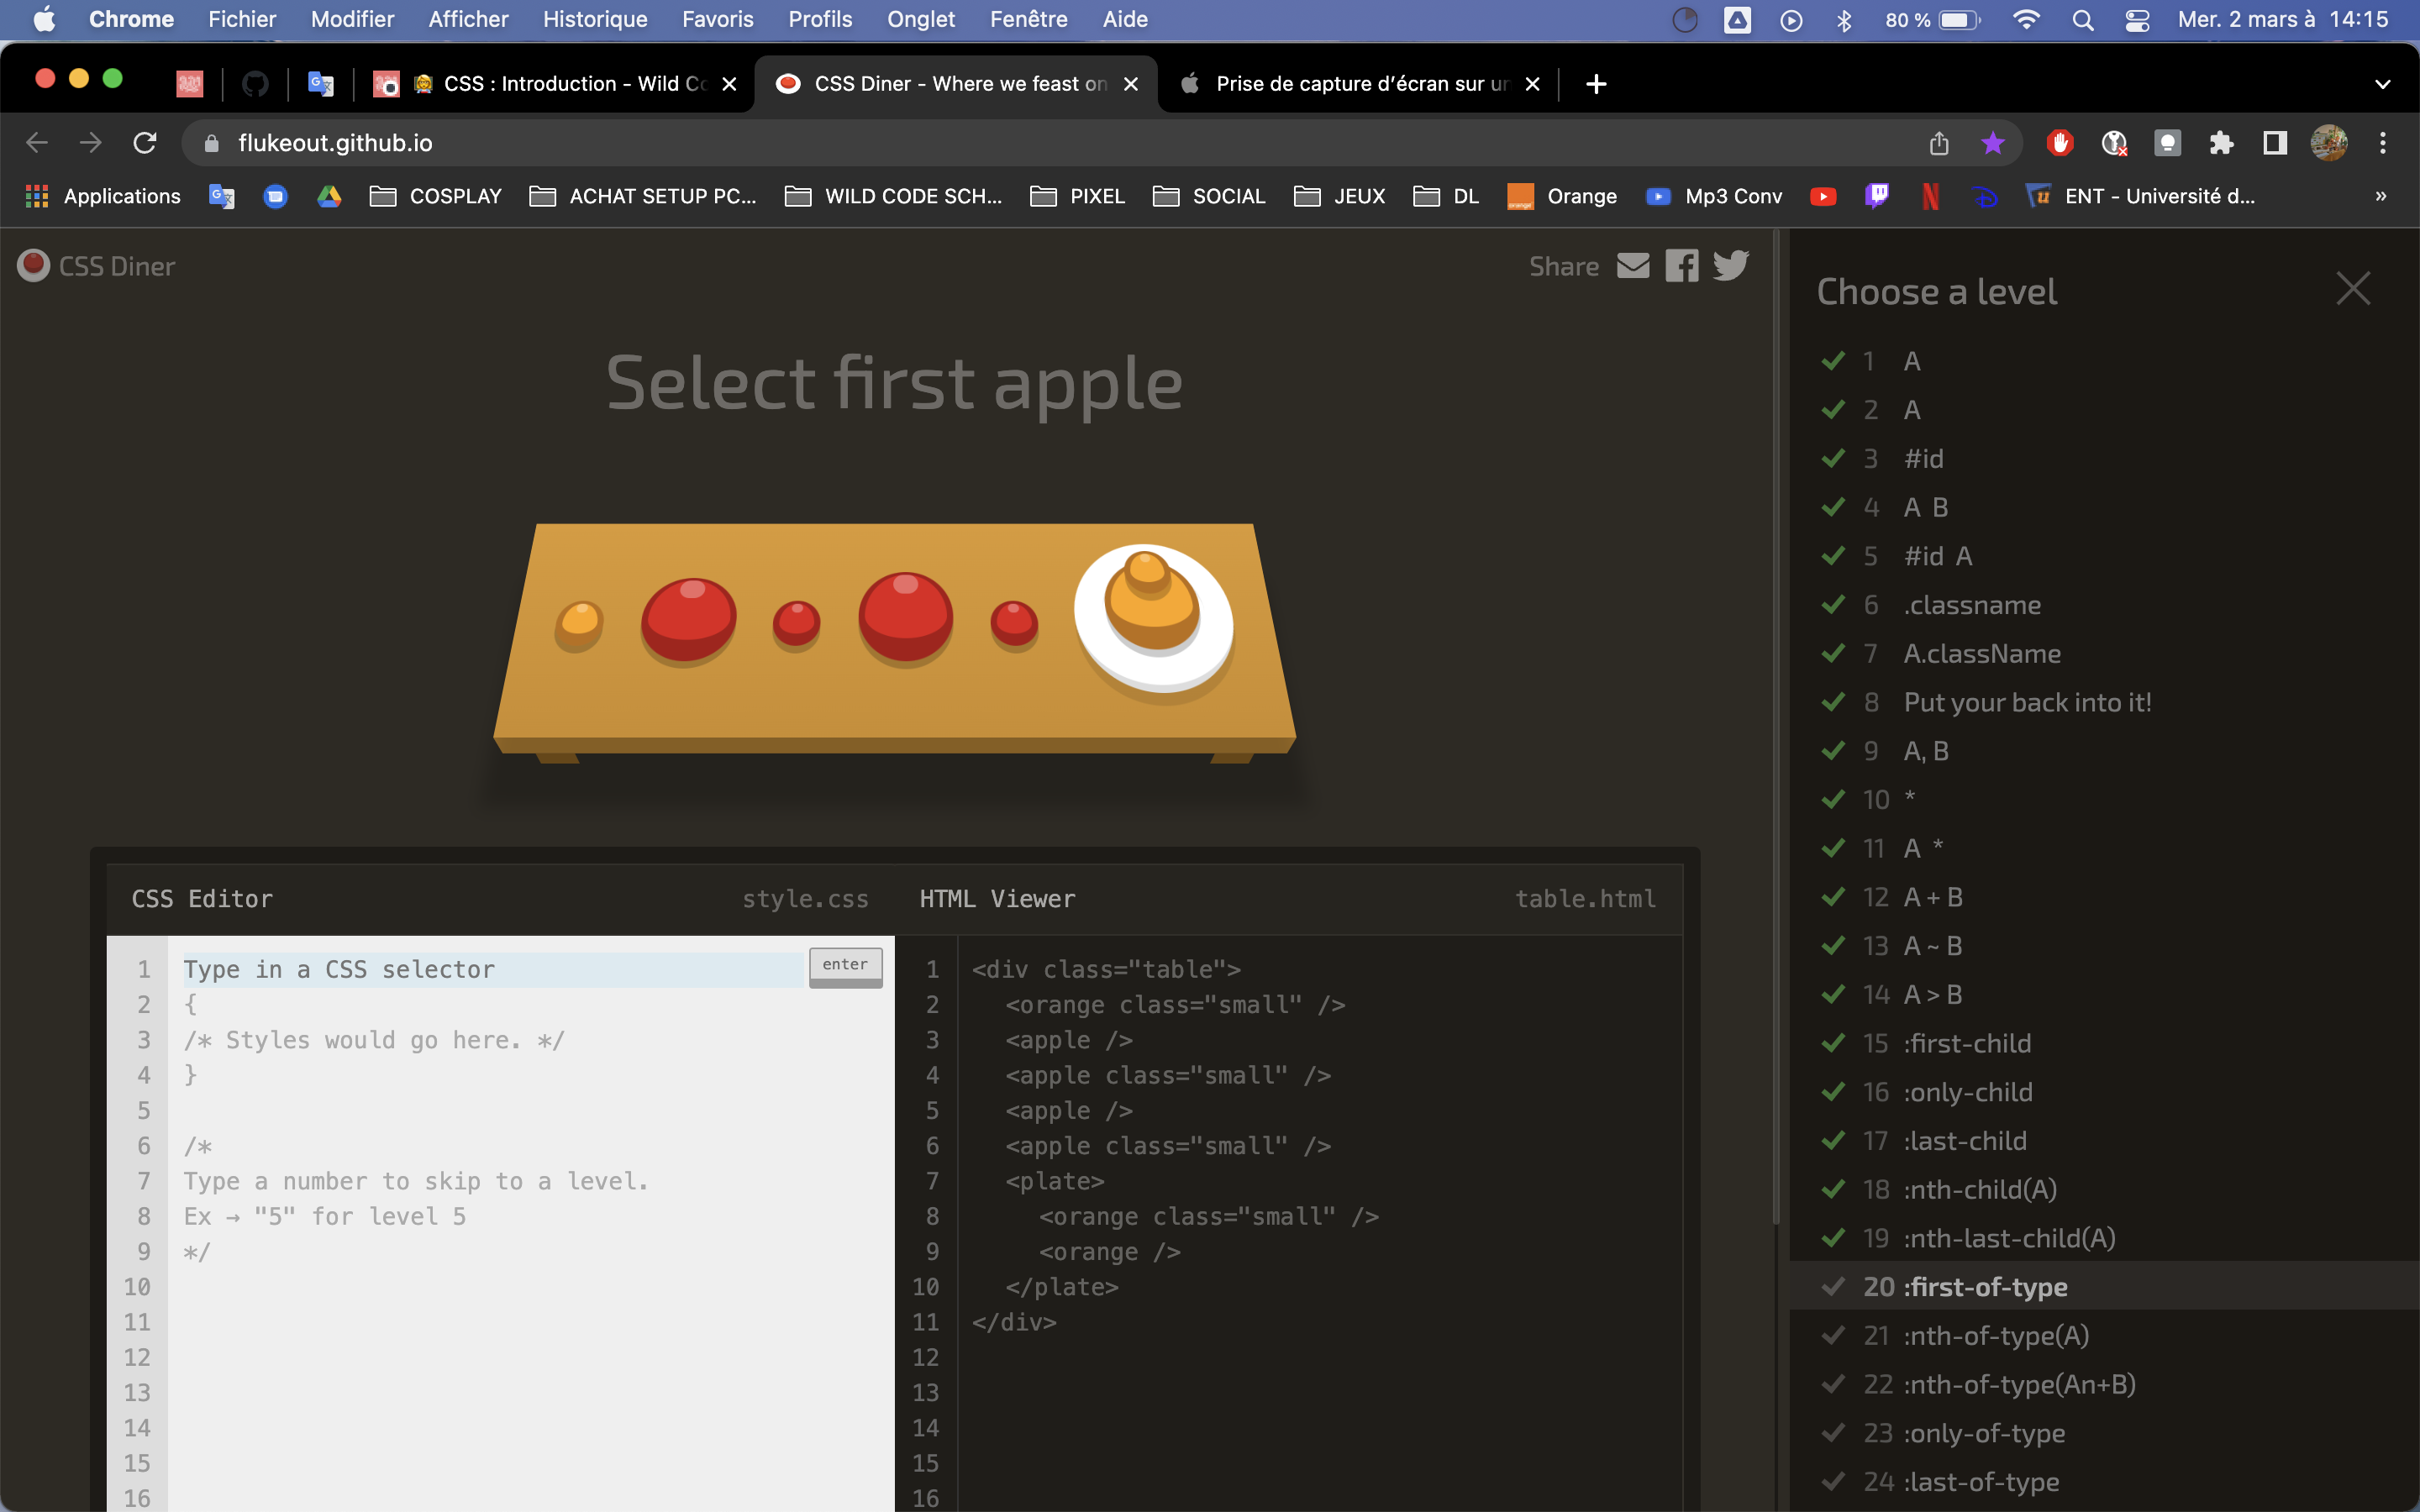 Chrome Fichier Modifier Afficher Historique Favoris Profils Onglet Fenêtre Aide 80 % Mer. 2 mars à 14:15
CSS : Introduction - Wild Co CSS Diner - Where we feast on Prise de capture d'écran sur un
flukeout.github.io
Applications COSPLAY ACHAT SETUP PC... WILD CODE SCH... PIXEL SOCIAL JEUX DL Orange Mp3 Conv ENT - Université d... »
CSS Diner
Share
Select first apple
CSS Editor style.css
1 Type in a CSS selector enter
2 {
3 /* Styles would go here. */
4 }
5
6 /*
7 Type a number to skip to a level.
8 Ex → "5" for level 5
9 */
10
11
12
13
14
15
16
HTML Viewer table.html
1 <div class="table">
2 <orange class="small" />
3 <apple />
4 <apple class="small" />
5 <apple />
6 <apple class="small" />
7 <plate>
8 <orange class="small" />
9 <orange />
10 </plate>
11 </div>
12
13
14
15
16
Choose a level
1 A
2 A
3 #id
4 A B
5 #id A
6 .classname
7 A.className
8 Put your back into it!
9 A, B
10 *
11 A *
12 A + B
13 A ~ B
14 A > B
15 :first-child
16 :only-child
17 :last-child
18 :nth-child(A)
19 :nth-last-child(A)
20 :first-of-type
21 :nth-of-type(A)
22 :nth-of-type(An+B)
23 :only-of-type
24 :last-of-type